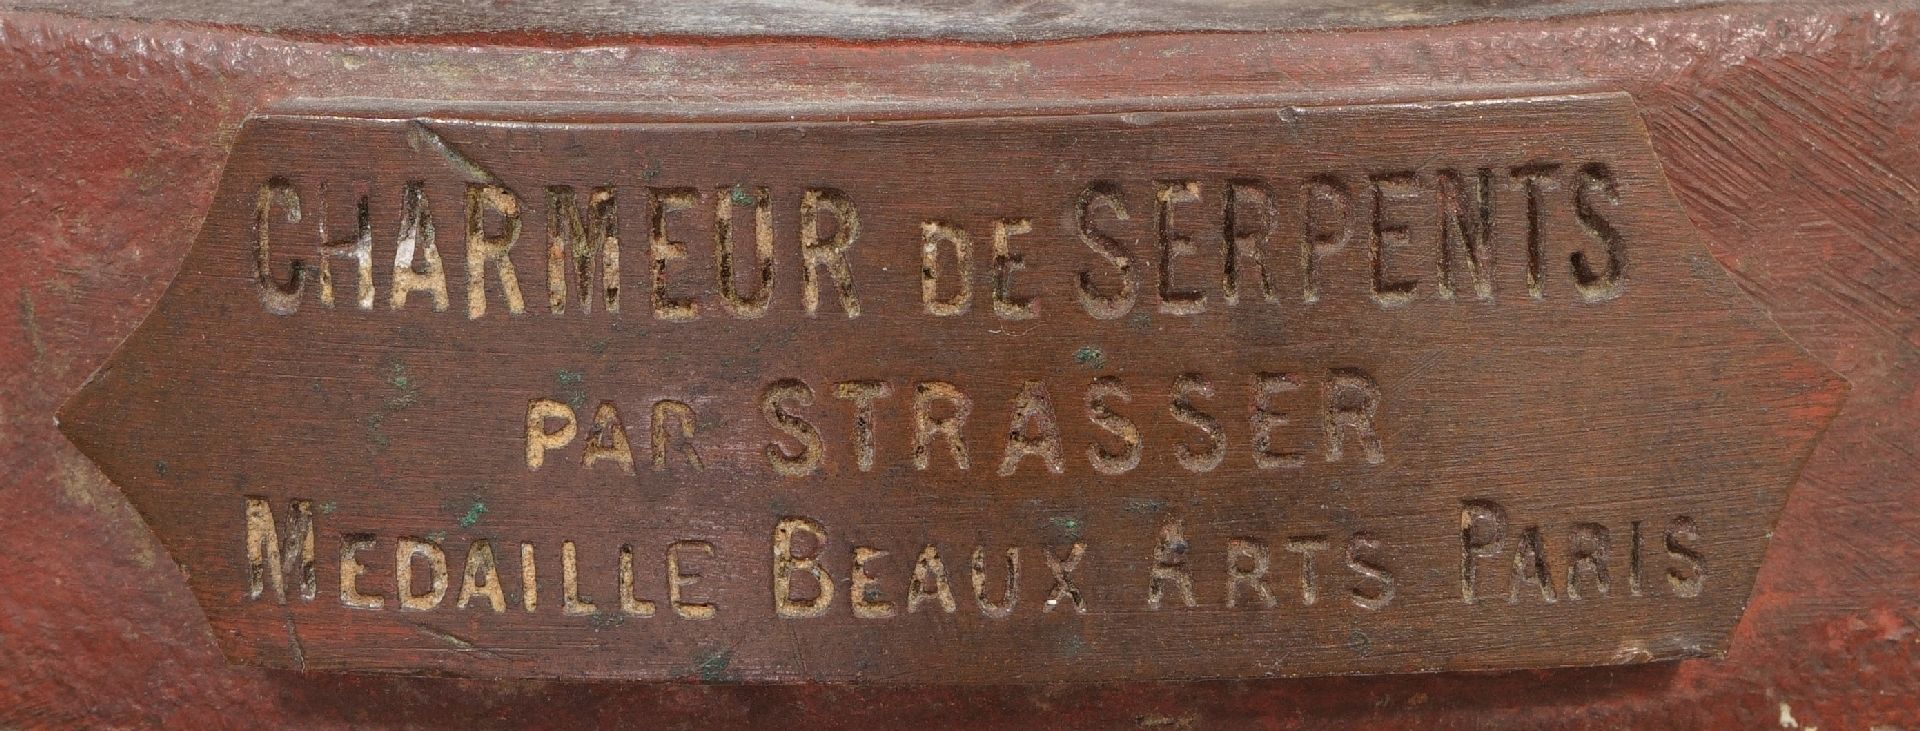 CHARMEUR DE SERPENTS
PAR STRASSER
MEDAILLE BEAUX ARTS PARIS